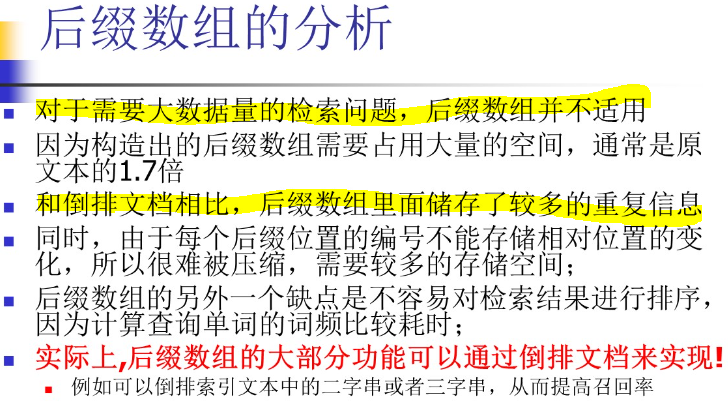 后缀数组的分析
对于需要大数据量的检索问题，后缀数组并不适用
因为构造出的后缀数组需要占用大量的空间，通常是原
文本的1.7倍
和倒排文档相比，后缀数组里面储存了较多的重复信息
同时，由于每个后缀位置的编号不能存储相对位置的变
化，所以很难被压缩，需要较多的存储空间；
后缀数组的另外一个缺点是不容易对检索结果进行排序，
因为计算查询单词的词频比较耗时；
实际上,后缀数组的大部分功能可以通过倒排文档来实现!
例如可以倒排索引文本中的二字串或者三字串，从而提高召回率